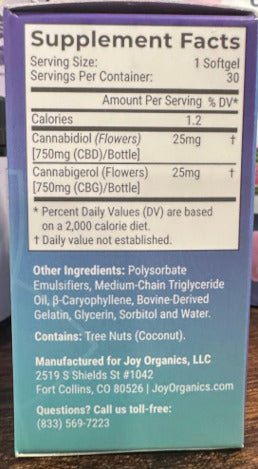 Supplement Facts
Serving Size: 1 Softgel
Servings Per Container: 30
Amount Per Serving % DV*
Calories 1.2
Cannabidiol (Flowers) 25mg †
[750mg (CBD)/Bottle]
Cannabigerol (Flowers) 25mg †
[750mg (CBG)/Bottle]
* Percent Daily Values (DV) are based
on a 2,000 calorie diet.
† Daily value not established.
Other Ingredients: Polysorbate
Emulsifiers, Medium-Chain Triglyceride
Oil, β-Caryophyllene, Bovine-Derived
Gelatin, Glycerin, Sorbitol and Water.
Contains: Tree Nuts (Coconut).
Manufactured for Joy Organics, LLC
2519 S Shields St #1042
Fort Collins, CO 80526 | JoyOrganics.com
Questions? Call us toll-free:
(833) 569-7223